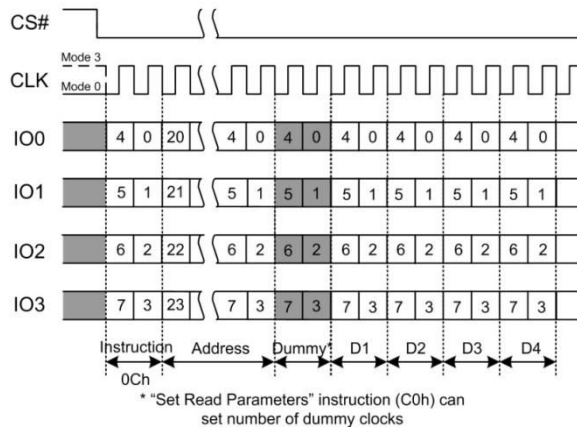 CS#
Mode 3
CLK
Mode 0
IO0 4 0 20 4 0 4 0 4 0 4 0 4 0 4 0
IO1 5 1 21 5 1 5 1 5 1 5 1 5 1 5 1
IO2 6 2 22 6 2 6 2 6 2 6 2 6 2 6 2
IO3 7 3 23 7 3 7 3 7 3 7 3 7 3 7 3
Instruction Address Dummy* D1 D2 D3 D4
0Ch
* “Set Read Parameters” instruction (C0h) can
set number of dummy clocks